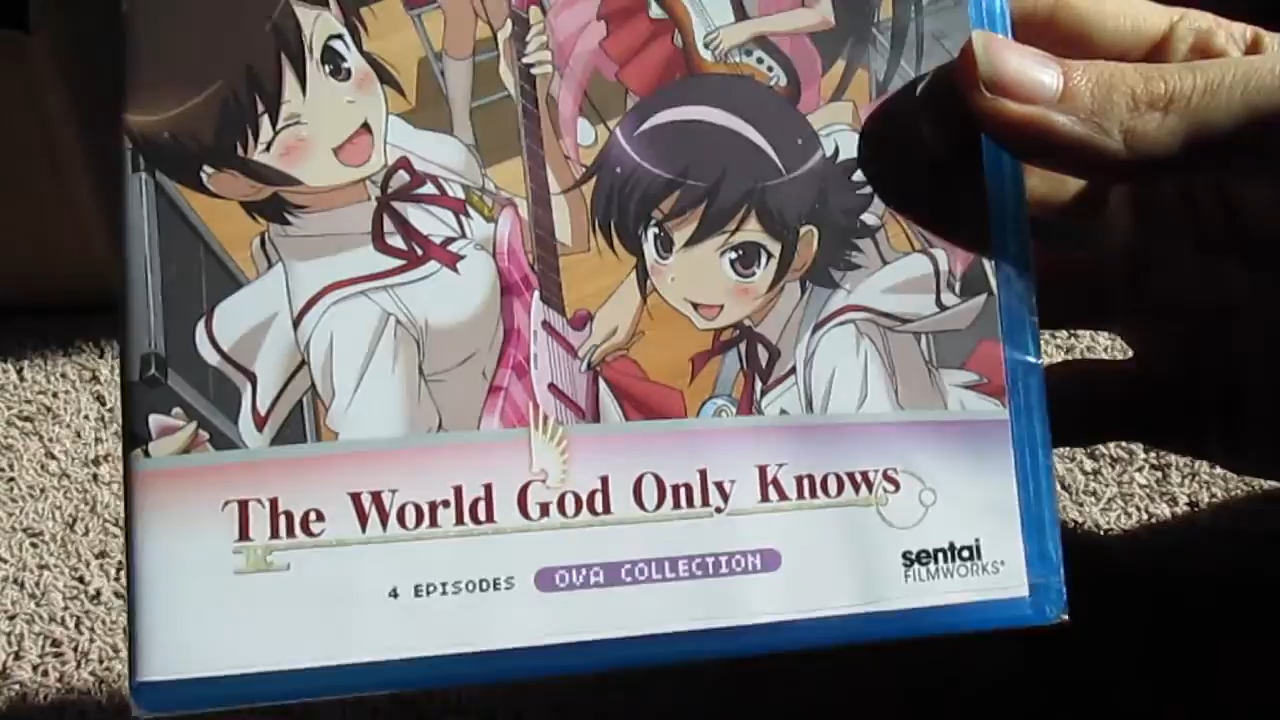 The World God Only Knows
4 EPISODES OVA COLLECTION
sentai
FILMWORKS®